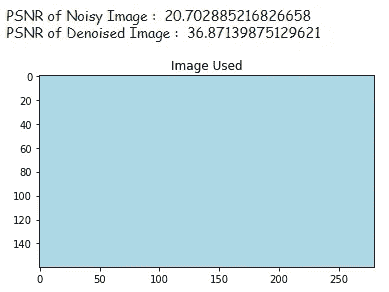 PSNR of Noisy Image :  20.702885216826658
PSNR of Denoised Image :  36.87139875129621
Image Used
0
20
40
60
80
100
120
140
0 50 100 150 200 250